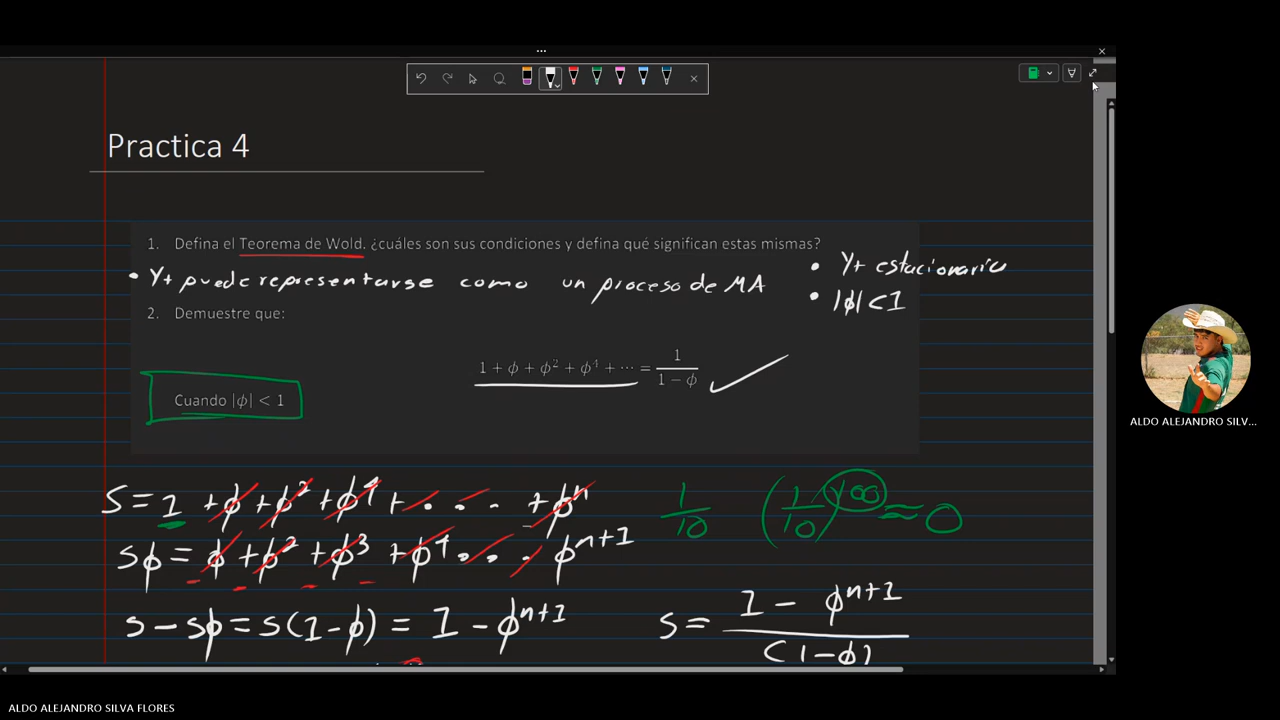 Practica 4
1. Defina el Teorema de Wold. ¿cuáles son sus condiciones y defina qué significan estas mismas?
• Yt puede representarse como un proceso de MA
• Yt estacionario
• |ϕ| < 1
2. Demuestre que:
1 + ϕ + ϕ² + ϕ⁴ + ⋯ = 1 / (1 − ϕ)
Cuando |ϕ| < 1
S = 1 + ϕ + ϕ² + ϕ⁴ + . . . + ϕⁿ
1/10 (1/10)^400 ≈ 0
sϕ = ϕ + ϕ² + ϕ³ + ϕ⁴ . . . ϕⁿ⁺¹
s − sϕ = s(1−ϕ) = 1 − ϕⁿ⁺¹
s = (1 − ϕⁿ⁺¹) / (1−ϕ)
ALDO ALEJANDRO SILV...
ALDO ALEJANDRO SILVA FLORES